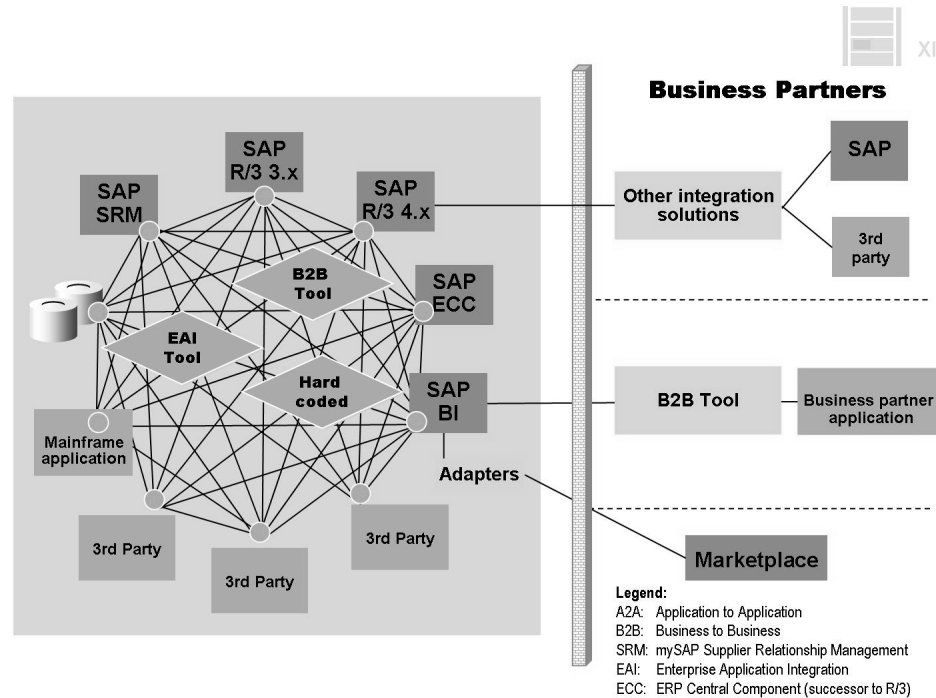 XI
Business Partners
SAP
R/3 3.x
SAP
SRM
SAP
R/3 4.x
B2B
Tool
SAP
ECC
EAI
Tool
Hard
coded
SAP
BI
Mainframe
application
Adapters
3rd Party
3rd Party
3rd Party
Other integration
solutions
SAP
3rd
party
B2B Tool
Business partner
application
Marketplace
Legend:
A2A: Application to Application
B2B: Business to Business
SRM: mySAP Supplier Relationship Management
EAI: Enterprise Application Integration
ECC: ERP Central Component (successor to R/3)